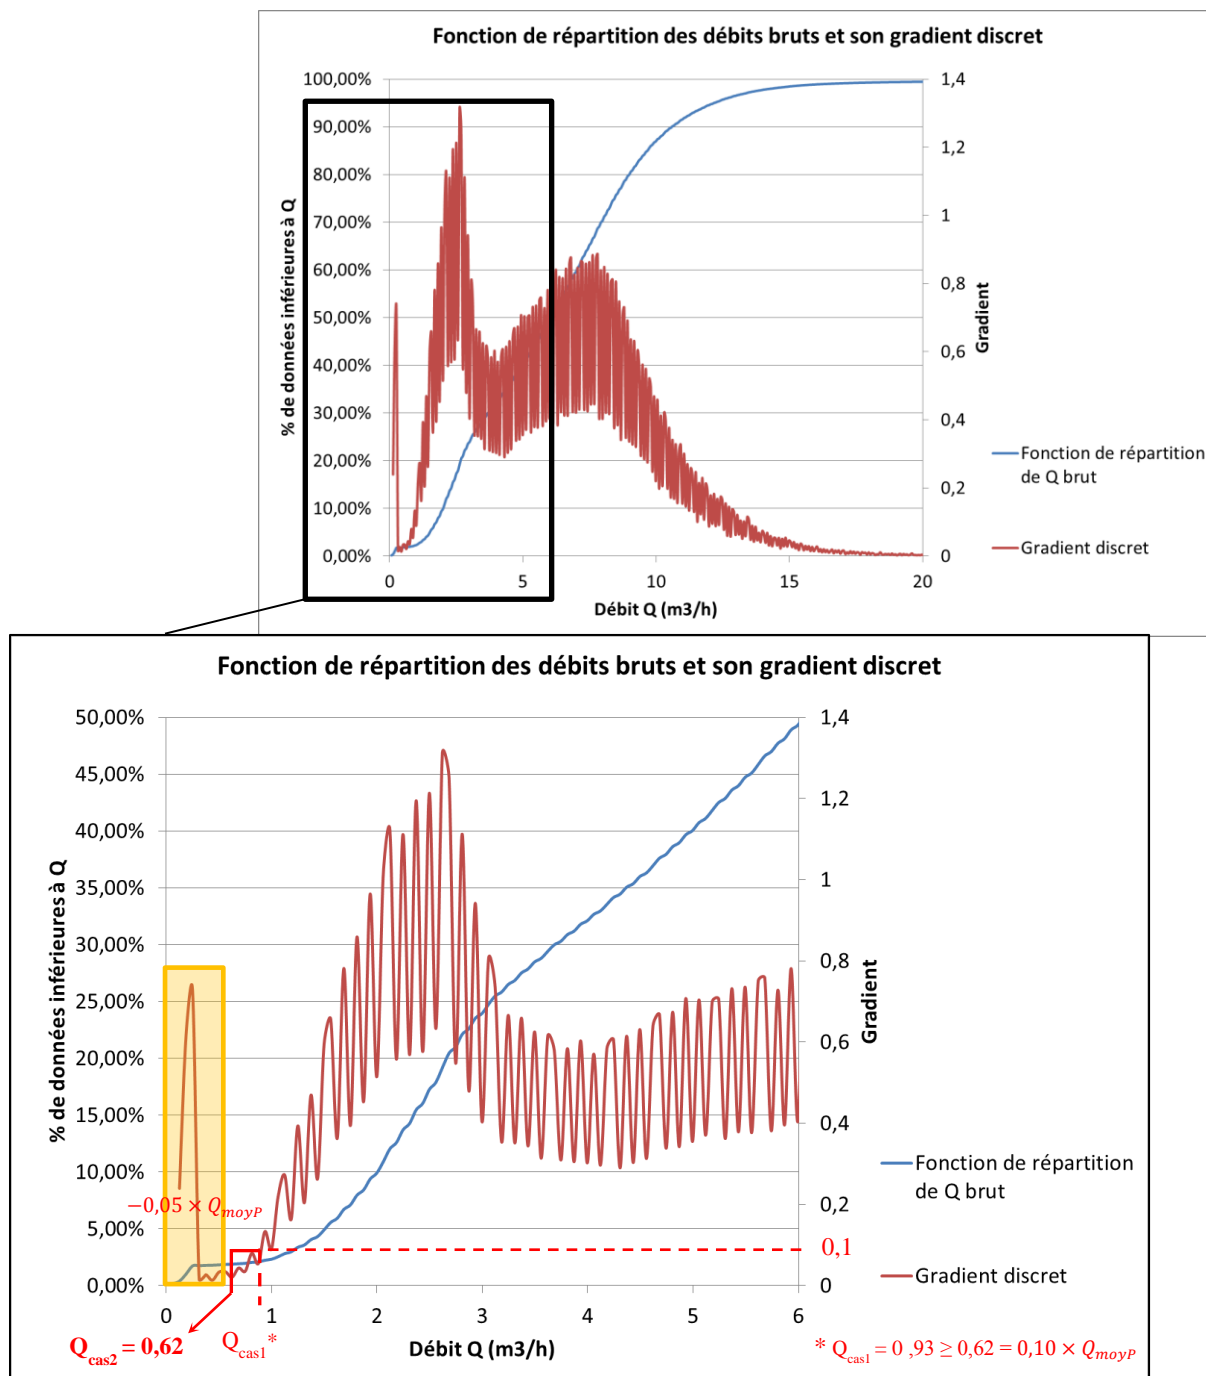 Fonction de répartition des débits bruts et son gradient discret
% de données inférieures à Q
100,00%
90,00%
80,00%
70,00%
60,00%
50,00%
40,00%
30,00%
20,00%
10,00%
0,00%
1,4
1,2
1
0,8
0,6
0,4
0,2
0
Gradient
0
5
10
15
20
Débit Q (m3/h)
Fonction de répartition
de Q brut
Gradient discret
Fonction de répartition des débits bruts et son gradient discret
% de données inférieures à Q
50,00%
45,00%
40,00%
35,00%
30,00%
25,00%
20,00%
15,00%
10,00%
5,00%
0,00%
1,4
1,2
1
0,8
0,6
0,4
0,2
0
Gradient
−0,05 × QmoyP
0,1
0
1
2
3
4
5
6
Débit Q (m3/h)
Fonction de répartition
de Q brut
Gradient discret
Qcas2 = 0,62
Qcas1*
* Qcas1 = 0 ,93 ≥ 0,62 = 0,10 × QmoyP